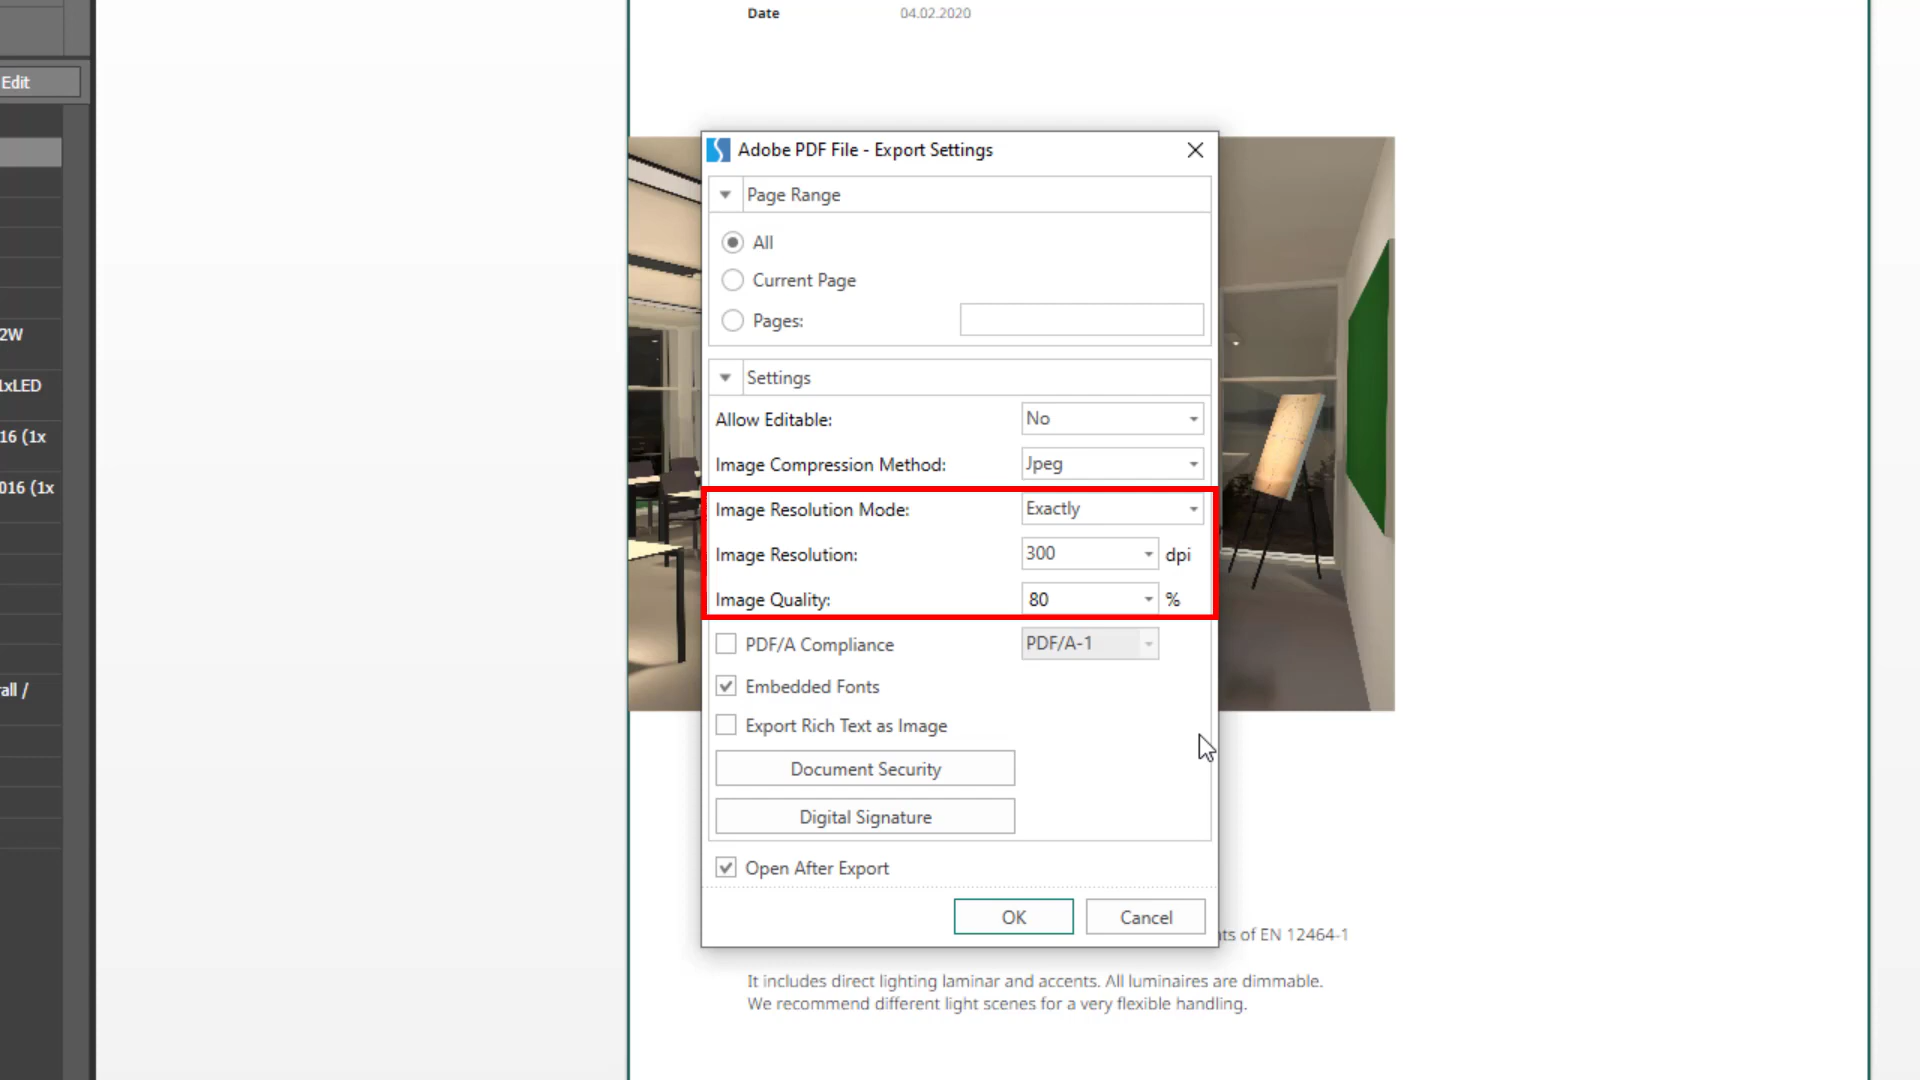 Date 04.02.2020
Edit
2W
1xLED
16 (1x
016 (1x
all /
Adobe PDF File - Export Settings
Page Range
All
Current Page
Pages:
Settings
Allow Editable: No
Image Compression Method: Jpeg
Image Resolution Mode: Exactly
Image Resolution: 300 dpi
Image Quality: 80 %
PDF/A Compliance PDF/A-1
Embedded Fonts
Export Rich Text as Image
Document Security
Digital Signature
Open After Export
OK Cancel
ts of EN 12464-1
It includes direct lighting laminar and accents. All luminaires are dimmable.
We recommend different light scenes for a very flexible handling.